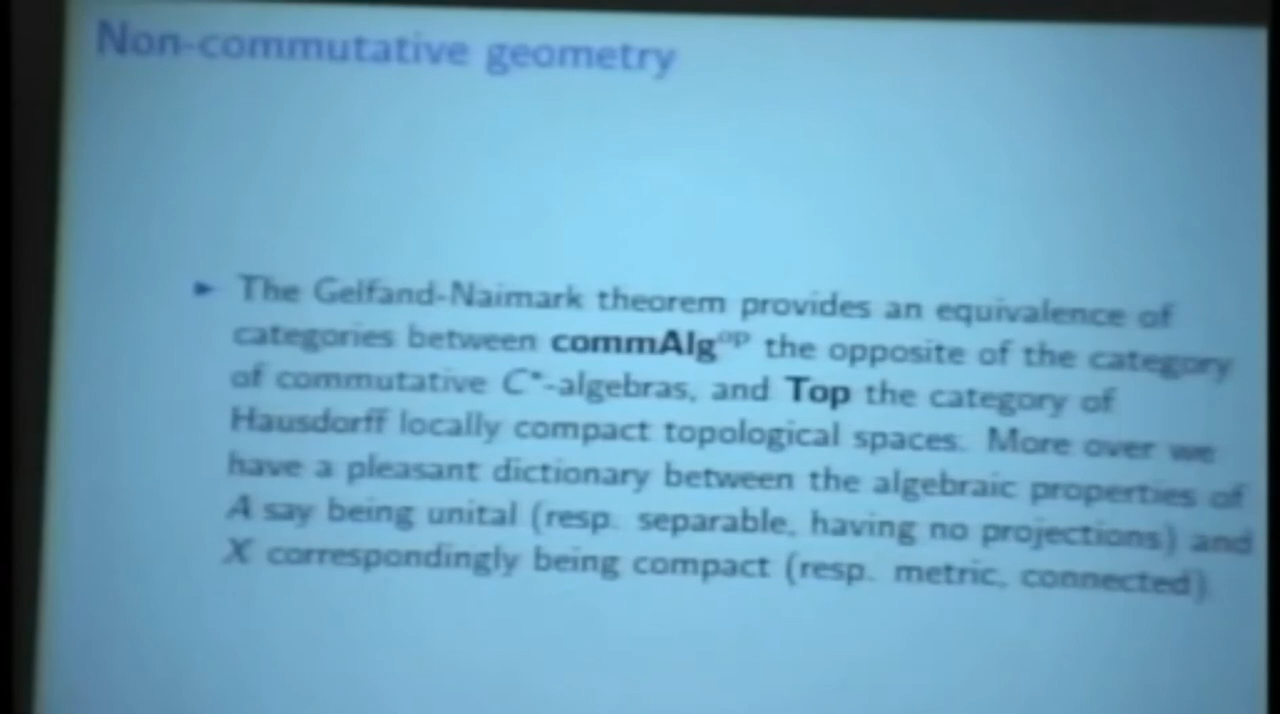 Non-commutative geometry
► The Gelfand-Naimark theorem provides an equivalence of
categories between commAlg^op the opposite of the category
of commutative C*-algebras, and Top the category of
Hausdorff locally compact topological spaces. More over we
have a pleasant dictionary between the algebraic properties of
A say being unital (resp. separable, having no projections) and
X correspondingly being compact (resp. metric, connected)